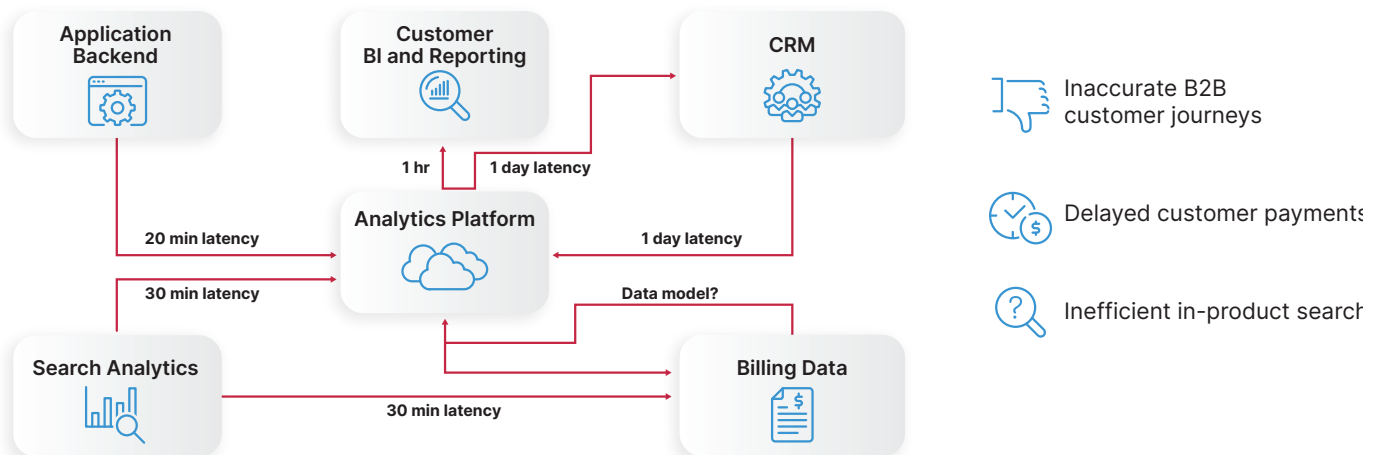 Application
Backend
Customer
BI and Reporting
CRM
Inaccurate B2B
customer journeys
1 hr
1 day latency
Analytics Platform
Delayed customer payments
20 min latency
1 day latency
30 min latency
Data model?
Inefficient in-product search
Search Analytics
Billing Data
$
30 min latency